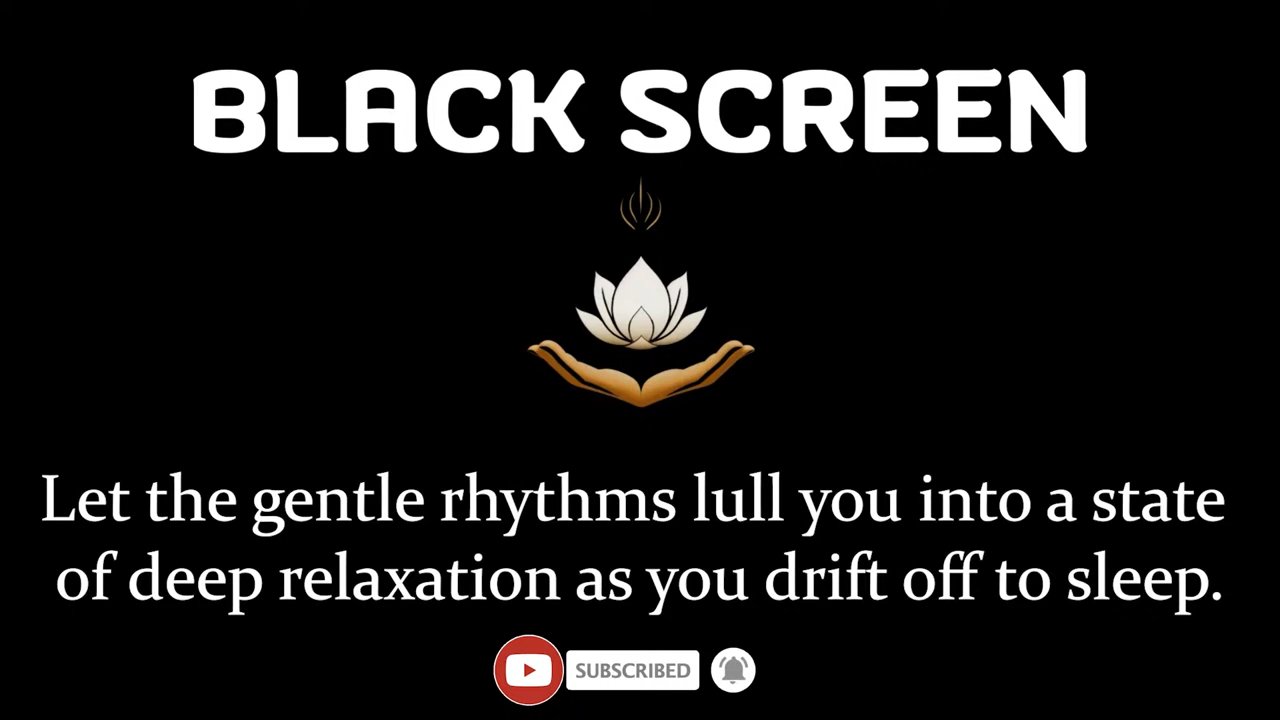 BLACK SCREEN
Let the gentle rhythms lull you into a state
of deep relaxation as you drift off to sleep.
SUBSCRIBED